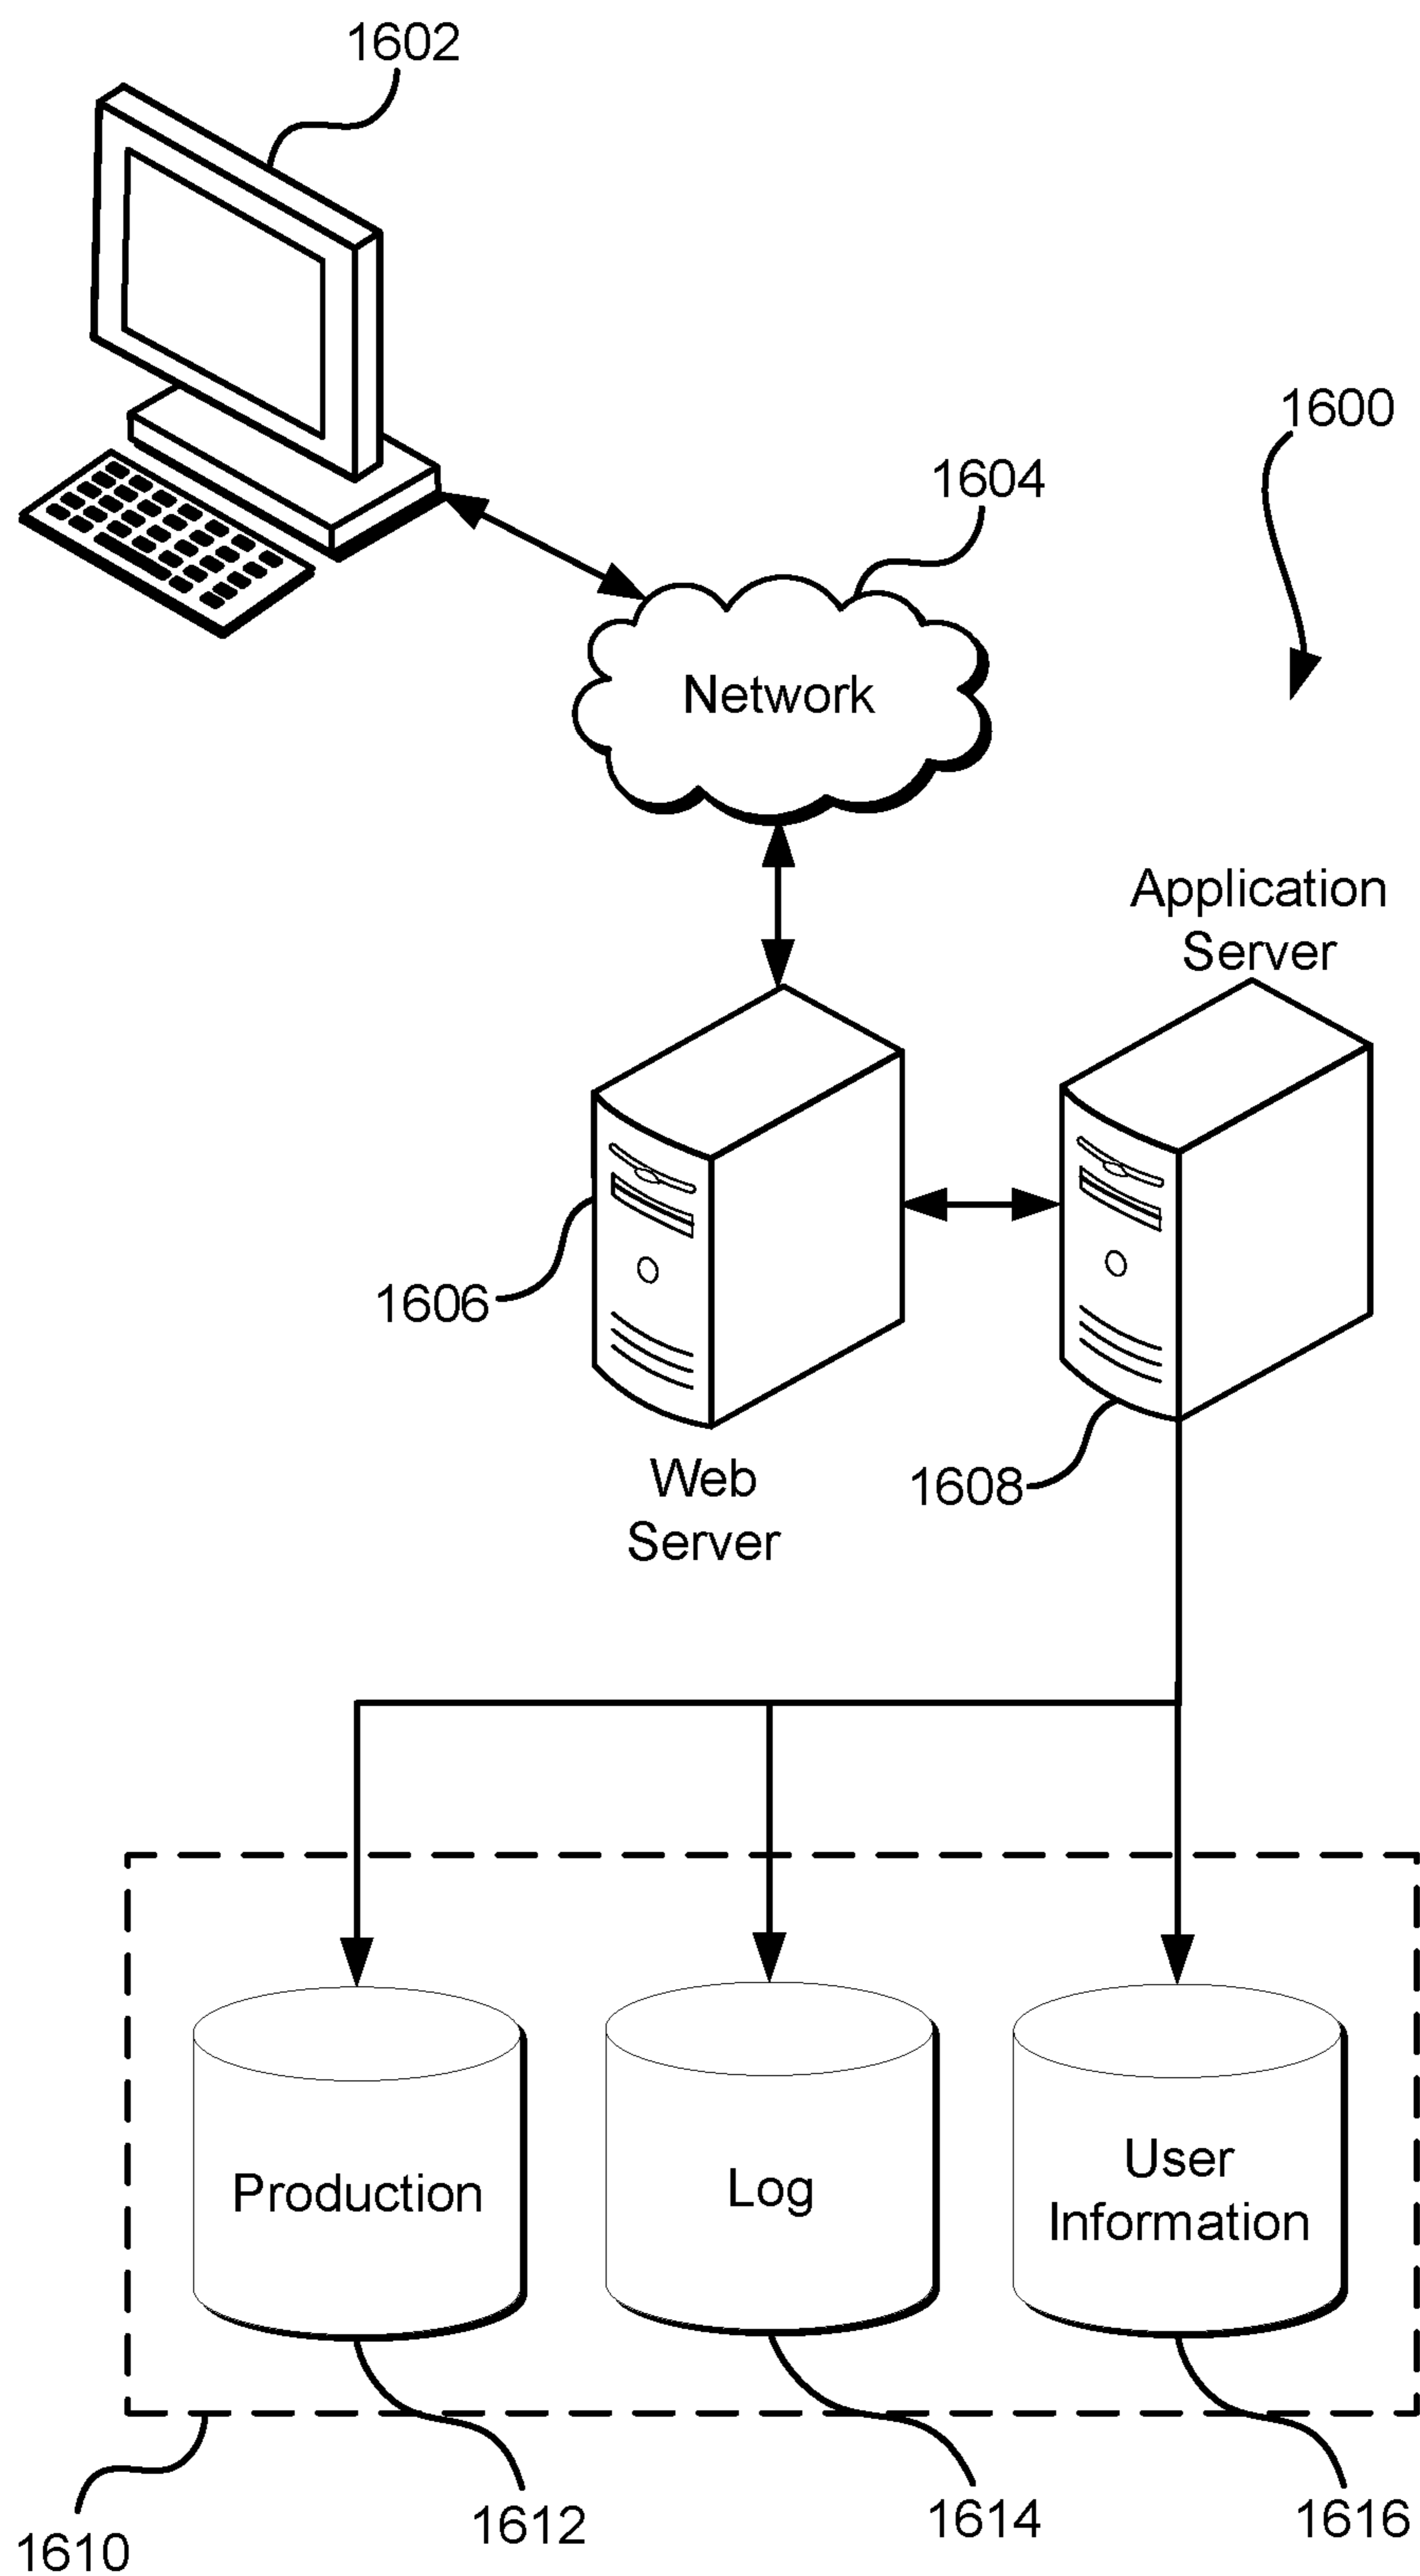 1602
1600
1604
Network
Application
Server
1606
Web
Server
1608
Production
Log
User
Information
1610
1612
1614
1616